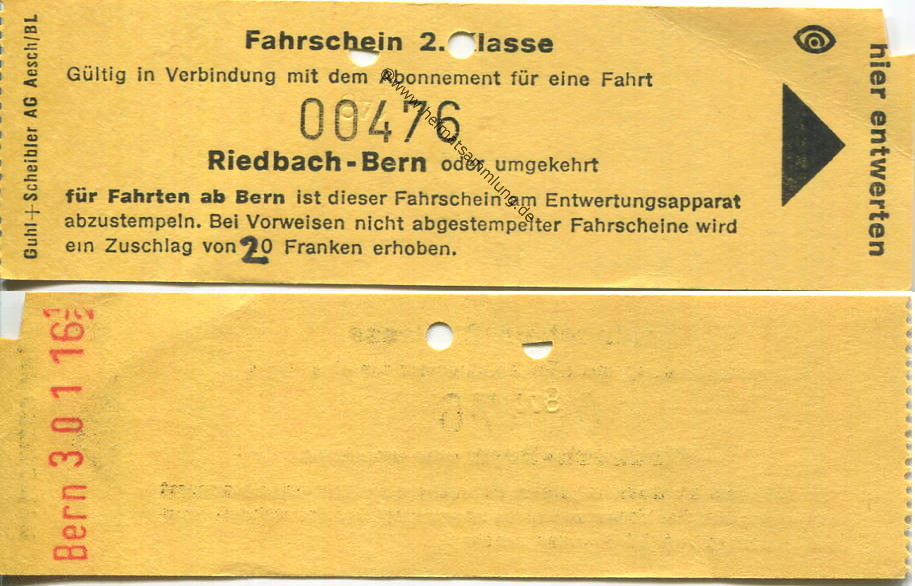 Guhl + Scheibler AG Aesch/BL
Fahrschein 2. Klasse
Gültig in Verbindung mit dem Abonnement für eine Fahrt
00476
Riedbach-Bern oder umgekehrt
für Fahrten ab Bern ist dieser Fahrschein am Entwertungsapparat
abzustempeln. Bei Vorweisen nicht abgestempelter Fahrscheine wird
ein Zuschlag von 20 Franken erhoben.
hier entwerten
©www.heimatsammlung.de
Bern 3 0 1 16 1/2